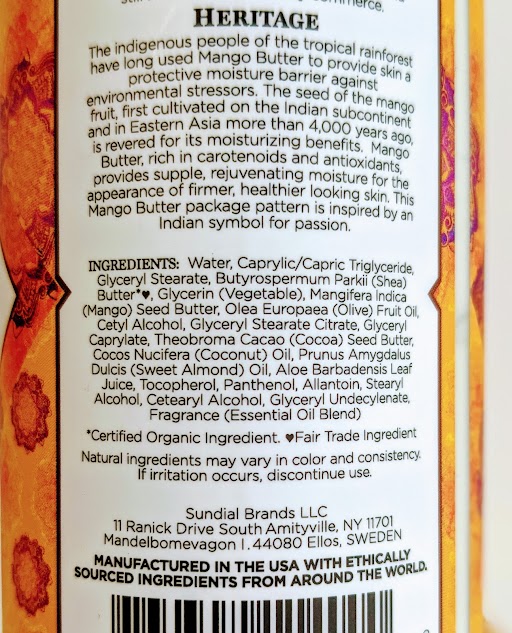 HERITAGE
The indigenous people of the tropical rainforest
have long used Mango Butter to provide skin a
protective moisture barrier against
environmental stressors. The seed of the mango
fruit, first cultivated on the Indian subcontinent
and in Eastern Asia more than 4,000 years ago,
is revered for its moisturizing benefits. Mango
Butter, rich in carotenoids and antioxidants,
provides supple, rejuvenating moisture for the
appearance of firmer, healthier looking skin. This
Mango Butter package pattern is inspired by an
Indian symbol for passion.
INGREDIENTS: Water, Caprylic/Capric Triglyceride,
Glyceryl Stearate, Butyrospermum Parkii (Shea)
Butter*♥, Glycerin (Vegetable), Mangifera Indica
(Mango) Seed Butter, Olea Europaea (Olive) Fruit Oil,
Cetyl Alcohol, Glyceryl Stearate Citrate, Glyceryl
Caprylate, Theobroma Cacao (Cocoa) Seed Butter,
Cocos Nucifera (Coconut) Oil, Prunus Amygdalus
Dulcis (Sweet Almond) Oil, Aloe Barbadensis Leaf
Juice, Tocopherol, Panthenol, Allantoin, Stearyl
Alcohol, Cetearyl Alcohol, Glyceryl Undecylenate,
Fragrance (Essential Oil Blend)
*Certified Organic Ingredient. ♥Fair Trade Ingredient
Natural ingredients may vary in color and consistency.
If irritation occurs, discontinue use.
Sundial Brands LLC
11 Ranick Drive South Amityville, NY 11701
Mandelbomevagon 1. 44080 Ellos, SWEDEN
MANUFACTURED IN THE USA WITH ETHICALLY
SOURCED INGREDIENTS FROM AROUND THE WORLD.